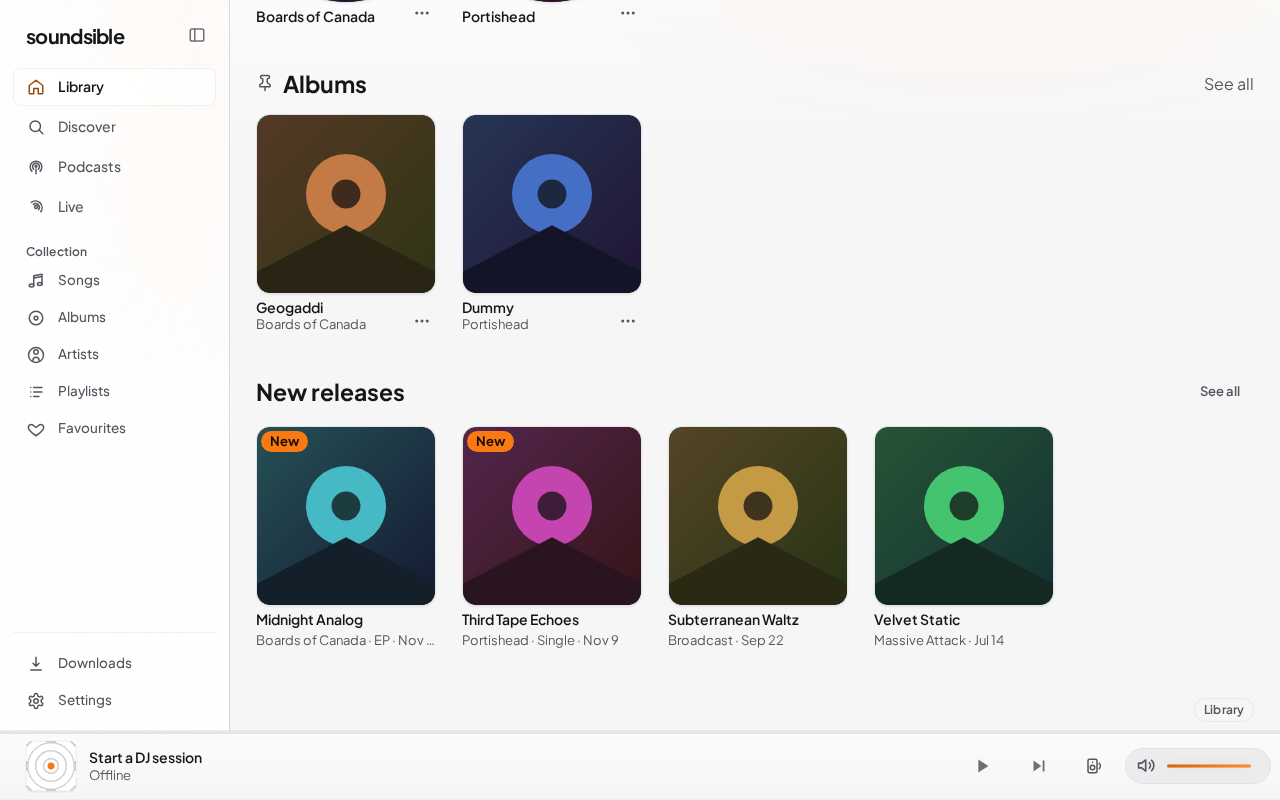 soundsible
Library
Discover
Podcasts
Live
Collection
Songs
Albums
Artists
Playlists
Favourites
Downloads
Settings
Boards of Canada
Portishead
Albums
See all
Geogaddi
Boards of Canada
Dummy
Portishead
New releases
See all
New
New
Midnight Analog
Boards of Canada · EP · Nov ...
Third Tape Echoes
Portishead · Single · Nov 9
Subterranean Waltz
Broadcast · Sep 22
Velvet Static
Massive Attack · Jul 14
Library
Start a DJ session
Offline